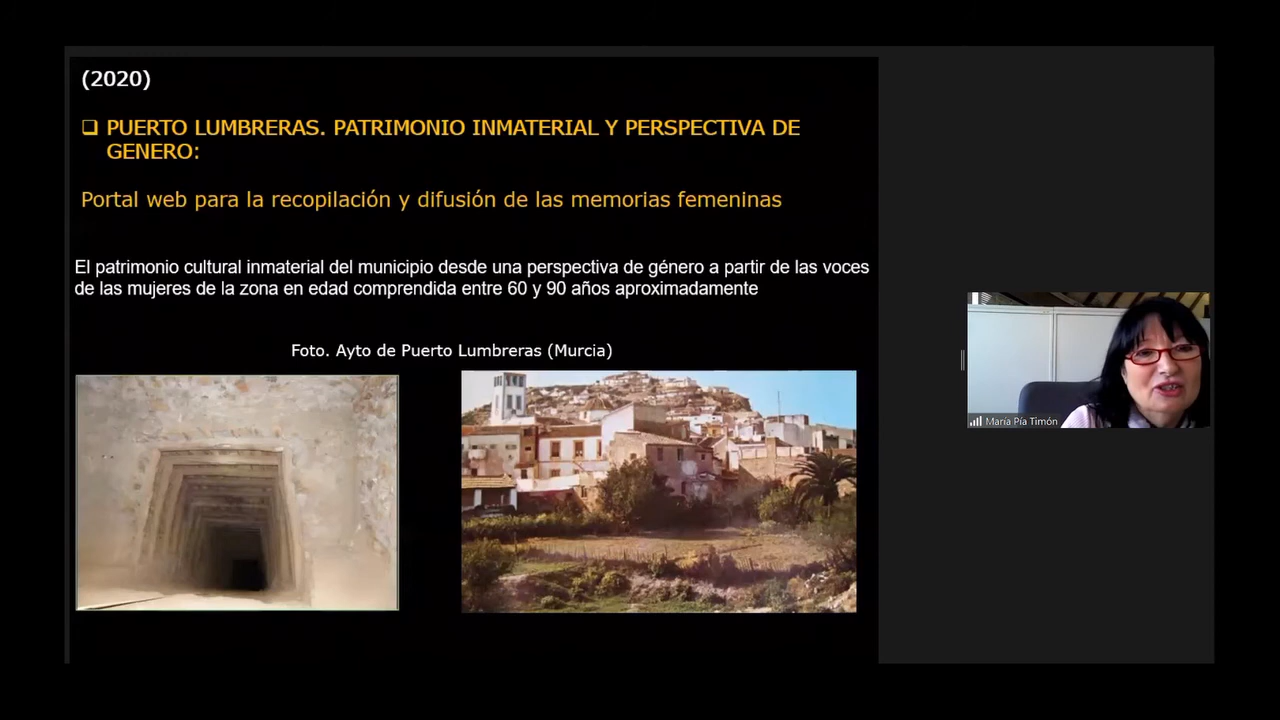 (2020)
❑ PUERTO LUMBRERAS. PATRIMONIO INMATERIAL Y PERSPECTIVA DE
GENERO:
Portal web para la recopilación y difusión de las memorias femeninas
El patrimonio cultural inmaterial del municipio desde una perspectiva de género a partir de las voces
de las mujeres de la zona en edad comprendida entre 60 y 90 años aproximadamente
Foto. Ayto de Puerto Lumbreras (Murcia)
María Pía Timón